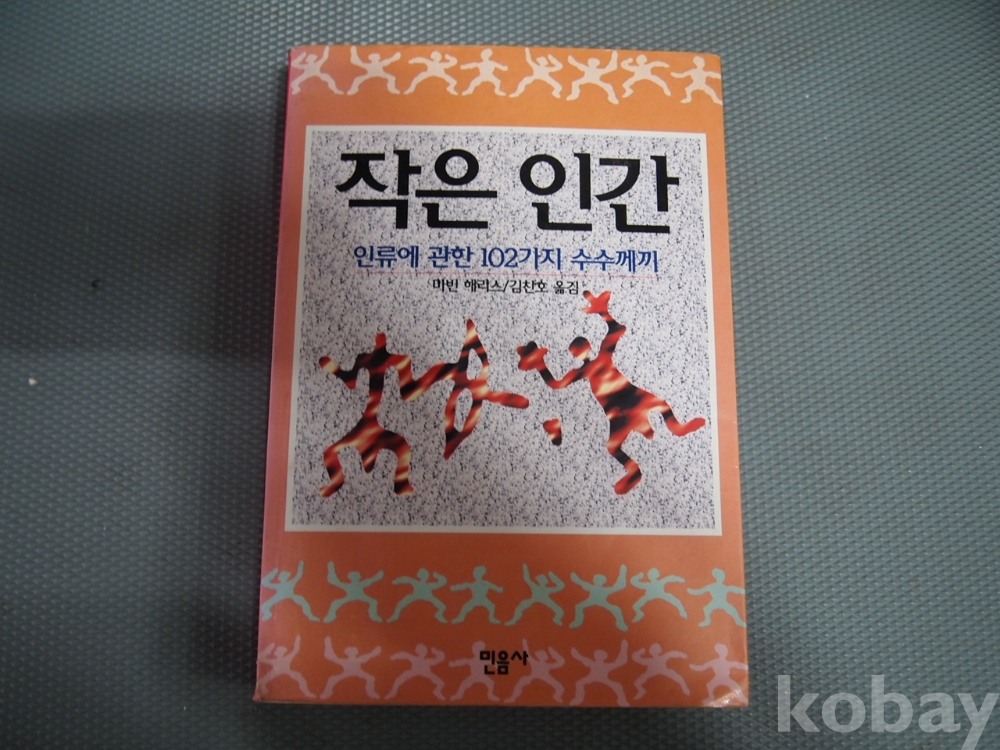 작은 인간
인류에 관한 102가지 수수께끼
마빈 해리스/김찬호 옮김
민음사
kobay